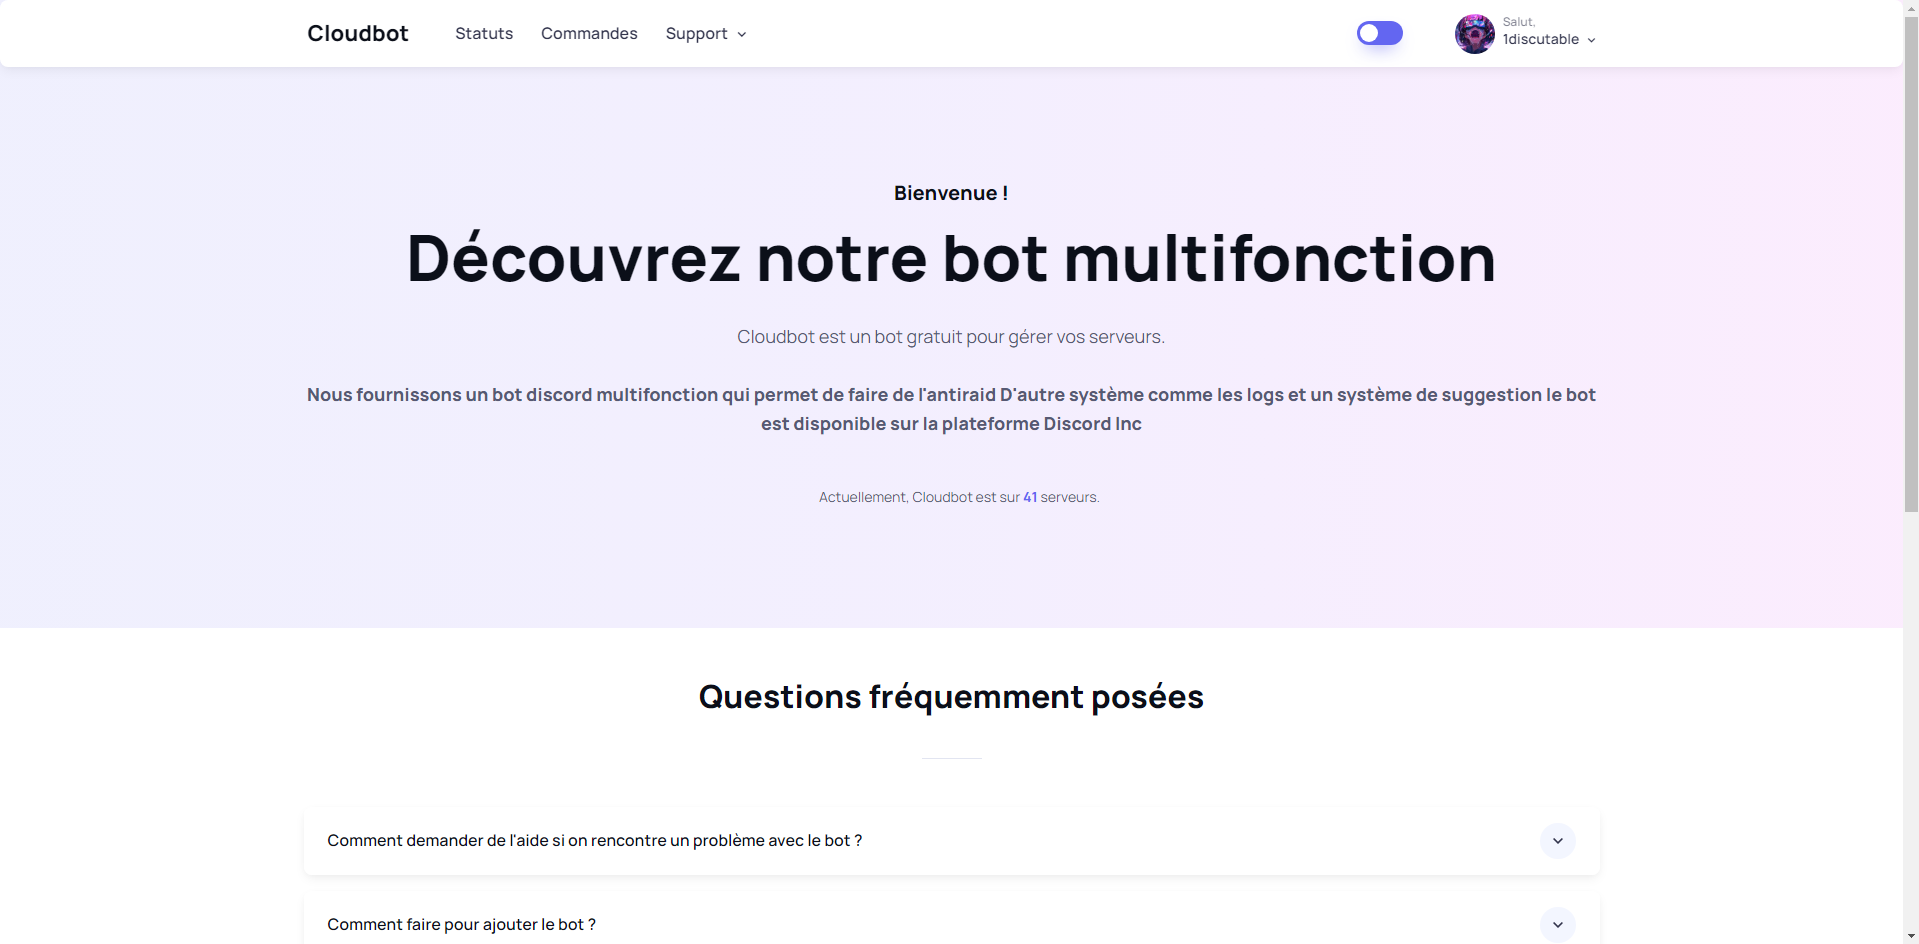 Cloudbot
Statuts
Commandes
Support
Salut,
1discutable
Bienvenue !
Découvrez notre bot multifonction
Cloudbot est un bot gratuit pour gérer vos serveurs.
Nous fournissons un bot discord multifonction qui permet de faire de l'antiraid D'autre système comme les logs et un système de suggestion le bot
est disponible sur la plateforme Discord Inc
Actuellement, Cloudbot est sur 41 serveurs.
Questions fréquemment posées
Comment demander de l'aide si on rencontre un problème avec le bot ?
Comment faire pour ajouter le bot ?